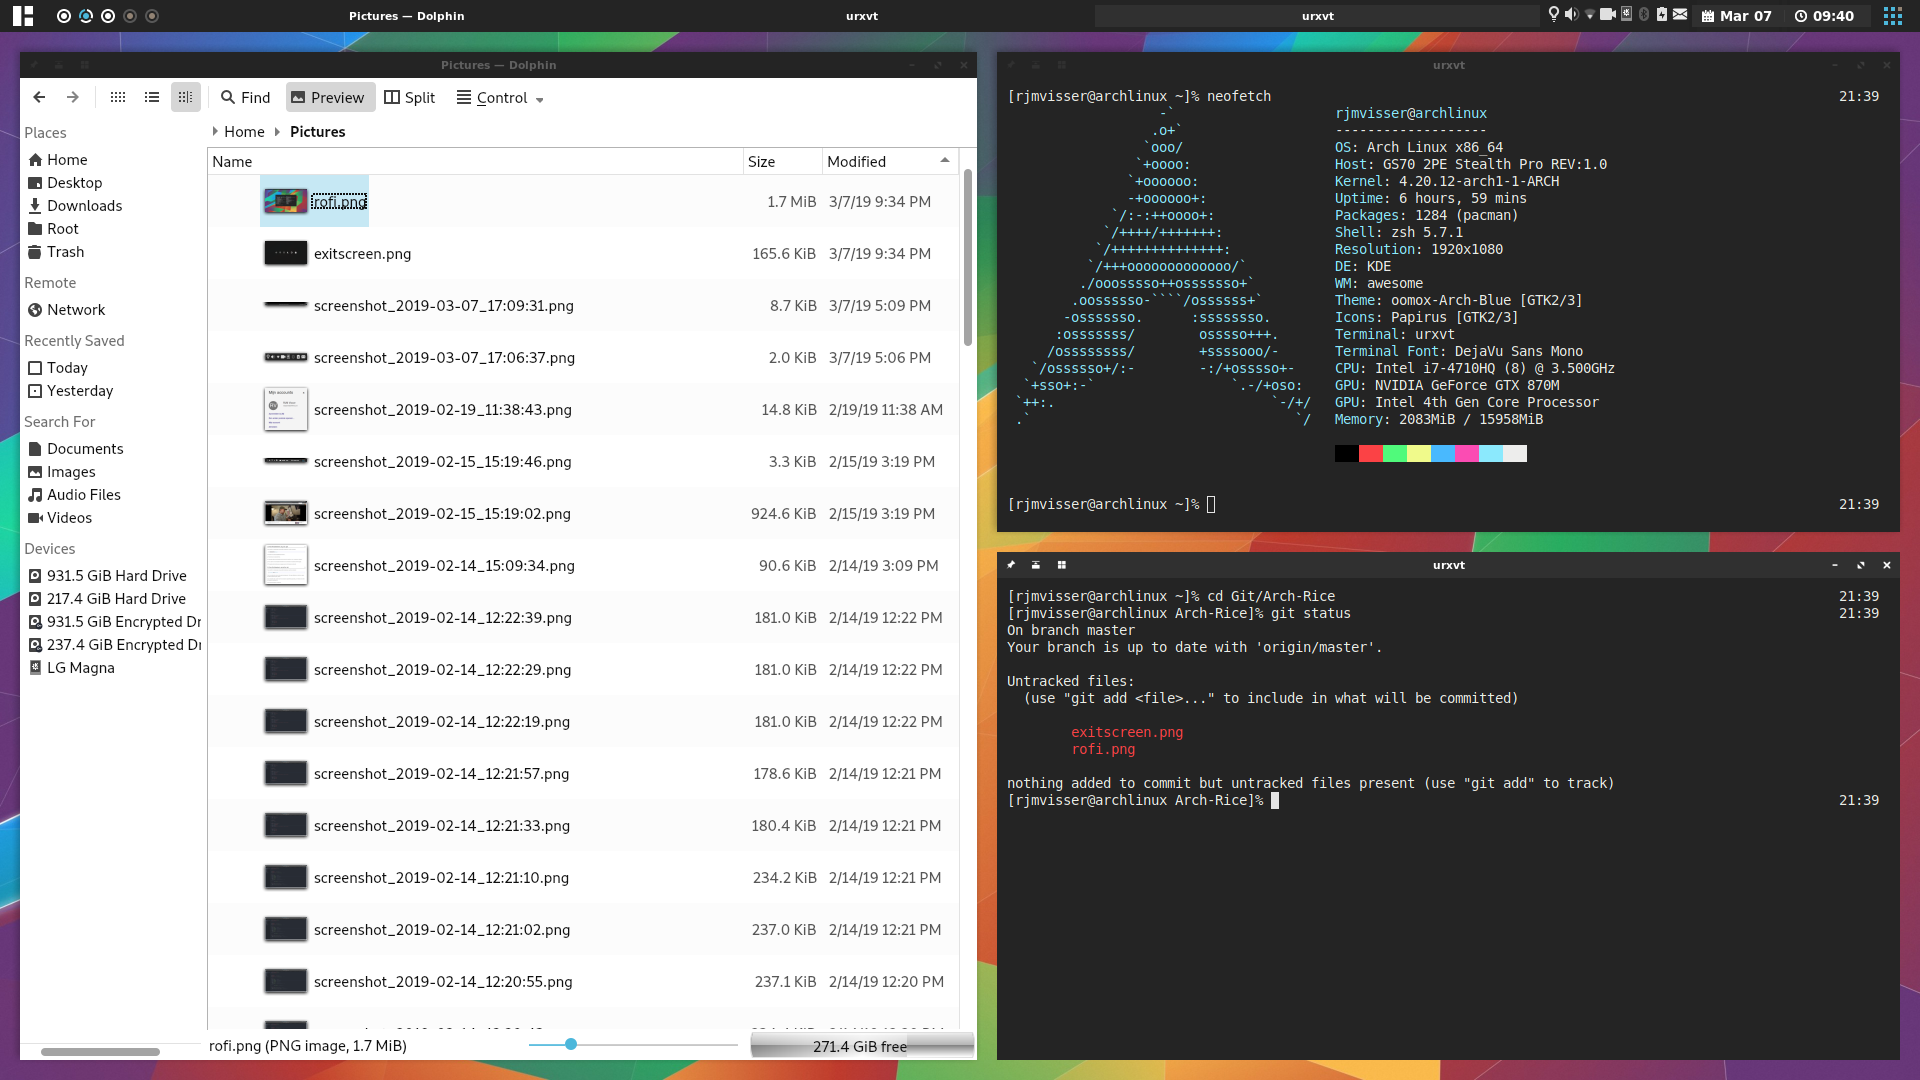 Pictures — Dolphin
urxvt
urxvt
Mar 07
09:40
Pictures — Dolphin
Find
Preview
Split
Control
Home
Pictures
Places
Home
Desktop
Downloads
Root
Trash
Remote
Network
Recently Saved
Today
Yesterday
Search For
Documents
Images
Audio Files
Videos
Devices
931.5 GiB Hard Drive
217.4 GiB Hard Drive
931.5 GiB Encrypted Dr
237.4 GiB Encrypted Dr
LG Magna
Name Size Modified
rofi.png 1.7 MiB 3/7/19 9:34 PM
exitscreen.png 165.6 KiB 3/7/19 9:34 PM
screenshot_2019-03-07_17:09:31.png 8.7 KiB 3/7/19 5:09 PM
screenshot_2019-03-07_17:06:37.png 2.0 KiB 3/7/19 5:06 PM
screenshot_2019-02-19_11:38:43.png 14.8 KiB 2/19/19 11:38 AM
screenshot_2019-02-15_15:19:46.png 3.3 KiB 2/15/19 3:19 PM
screenshot_2019-02-15_15:19:02.png 924.6 KiB 2/15/19 3:19 PM
screenshot_2019-02-14_15:09:34.png 90.6 KiB 2/14/19 3:09 PM
screenshot_2019-02-14_12:22:39.png 181.0 KiB 2/14/19 12:22 PM
screenshot_2019-02-14_12:22:29.png 181.0 KiB 2/14/19 12:22 PM
screenshot_2019-02-14_12:22:19.png 181.0 KiB 2/14/19 12:22 PM
screenshot_2019-02-14_12:21:57.png 178.6 KiB 2/14/19 12:21 PM
screenshot_2019-02-14_12:21:33.png 180.4 KiB 2/14/19 12:21 PM
screenshot_2019-02-14_12:21:10.png 234.2 KiB 2/14/19 12:21 PM
screenshot_2019-02-14_12:21:02.png 237.0 KiB 2/14/19 12:21 PM
screenshot_2019-02-14_12:20:55.png 237.1 KiB 2/14/19 12:20 PM
rofi.png (PNG image, 1.7 MiB)
271.4 GiB free
urxvt
[rjmvisser@archlinux ~]% neofetch 21:39
rjmvisser@archlinux
-------------------
OS: Arch Linux x86_64
Host: GS70 2PE Stealth Pro REV:1.0
Kernel: 4.20.12-arch1-1-ARCH
Uptime: 6 hours, 59 mins
Packages: 1284 (pacman)
Shell: zsh 5.7.1
Resolution: 1920x1080
DE: KDE
WM: awesome
Theme: oomox-Arch-Blue [GTK2/3]
Icons: Papirus [GTK2/3]
Terminal: urxvt
Terminal Font: DejaVu Sans Mono
CPU: Intel i7-4710HQ (8) @ 3.500GHz
GPU: NVIDIA GeForce GTX 870M
GPU: Intel 4th Gen Core Processor
Memory: 2083MiB / 15958MiB
[rjmvisser@archlinux ~]% 21:39
urxvt
[rjmvisser@archlinux ~]% cd Git/Arch-Rice 21:39
[rjmvisser@archlinux Arch-Rice]% git status 21:39
On branch master
Your branch is up to date with 'origin/master'.
Untracked files:
(use "git add <file>..." to include in what will be committed)
exitscreen.png
rofi.png
nothing added to commit but untracked files present (use "git add" to track)
[rjmvisser@archlinux Arch-Rice]% 21:39